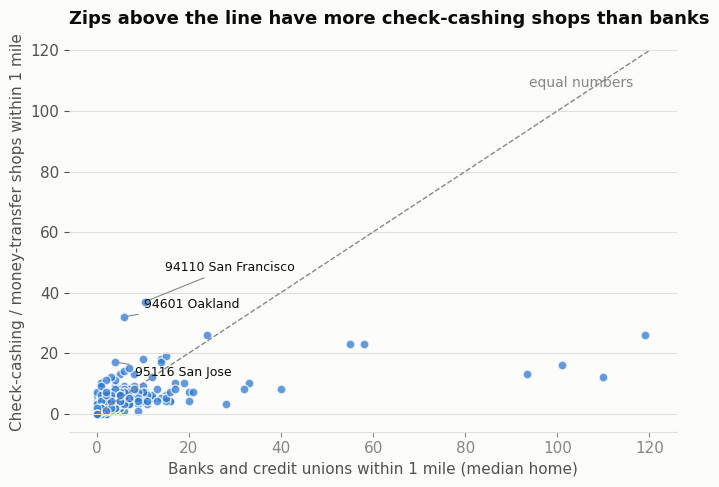 Zips above the line have more check-cashing shops than banks
Check-cashing / money-transfer shops within 1 mile
120
100
80
60
40
20
0
equal numbers
94110 San Francisco
94601 Oakland
95116 San Jose
0
20
40
60
80
100
120
Banks and credit unions within 1 mile (median home)